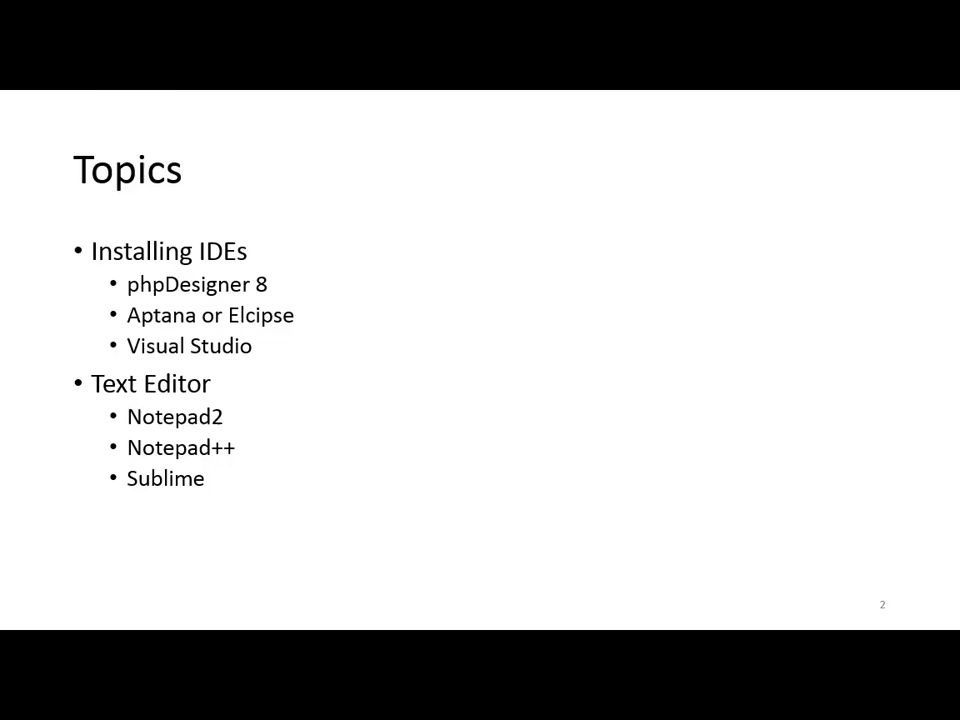 Topics
• Installing IDEs
• phpDesigner 8
• Aptana or Elcipse
• Visual Studio
• Text Editor
• Notepad2
• Notepad++
• Sublime
2